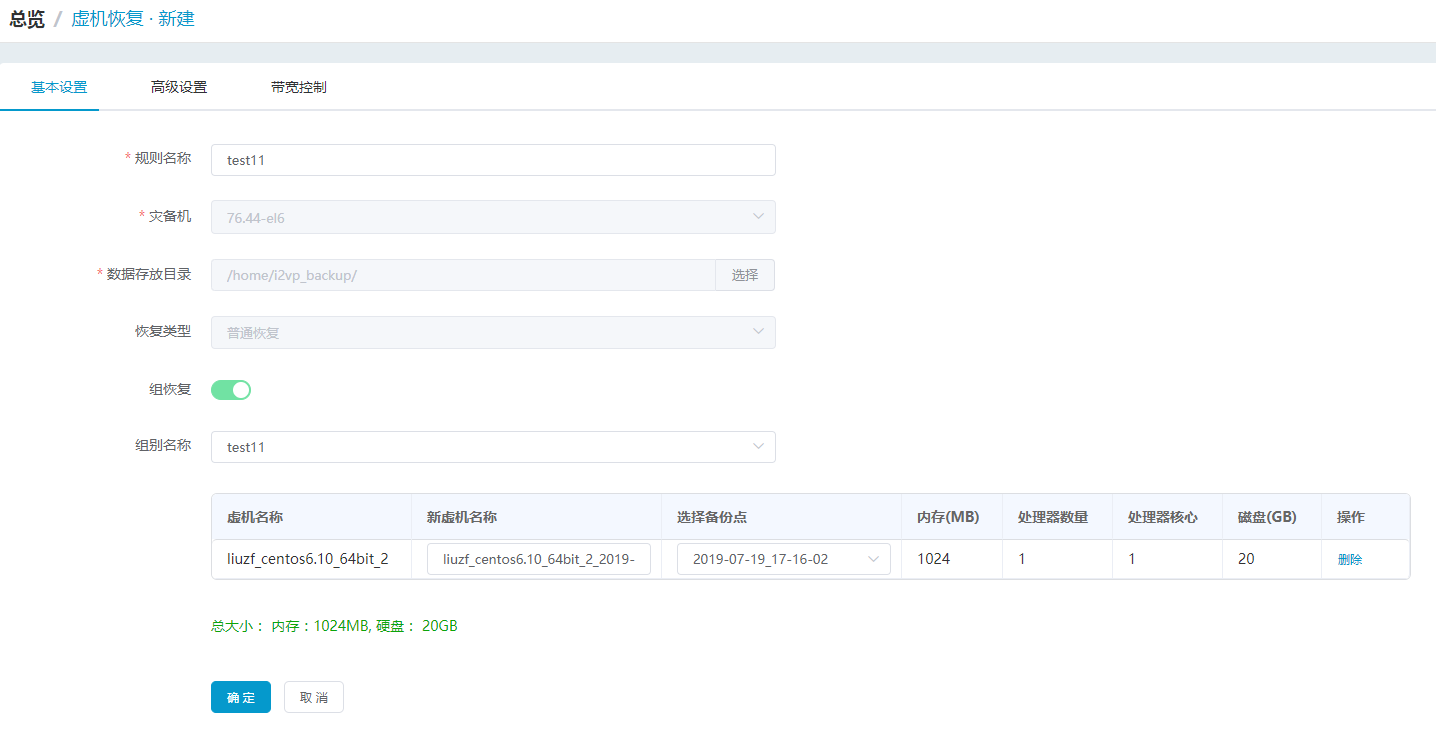 总览 / 虚机恢复 · 新建
基本设置 高级设置 带宽控制
* 规则名称 test11
* 灾备机 76.44-el6
* 数据存放目录 /home/i2vp_backup/ 选择
恢复类型 普通恢复
组恢复
组别名称 test11
虚机名称 新虚机名称 选择备份点 内存(MB) 处理器数量 处理器核心 磁盘(GB) 操作
liuzf_centos6.10_64bit_2 liuzf_centos6.10_64bit_2_2019- 2019-07-19_17-16-02 1024 1 1 20 删除
总大小： 内存：1024MB, 硬盘： 20GB
确 定 取 消